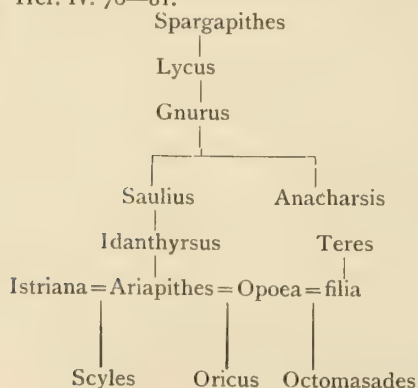 Her. IV. 76—81.
Spargapithes
Lycus
Gnurus
Saulius Anacharsis
Idanthyrsus Teres
Istriana = Ariapithes = Opoea = filia
Scyles Oricus Octomasades